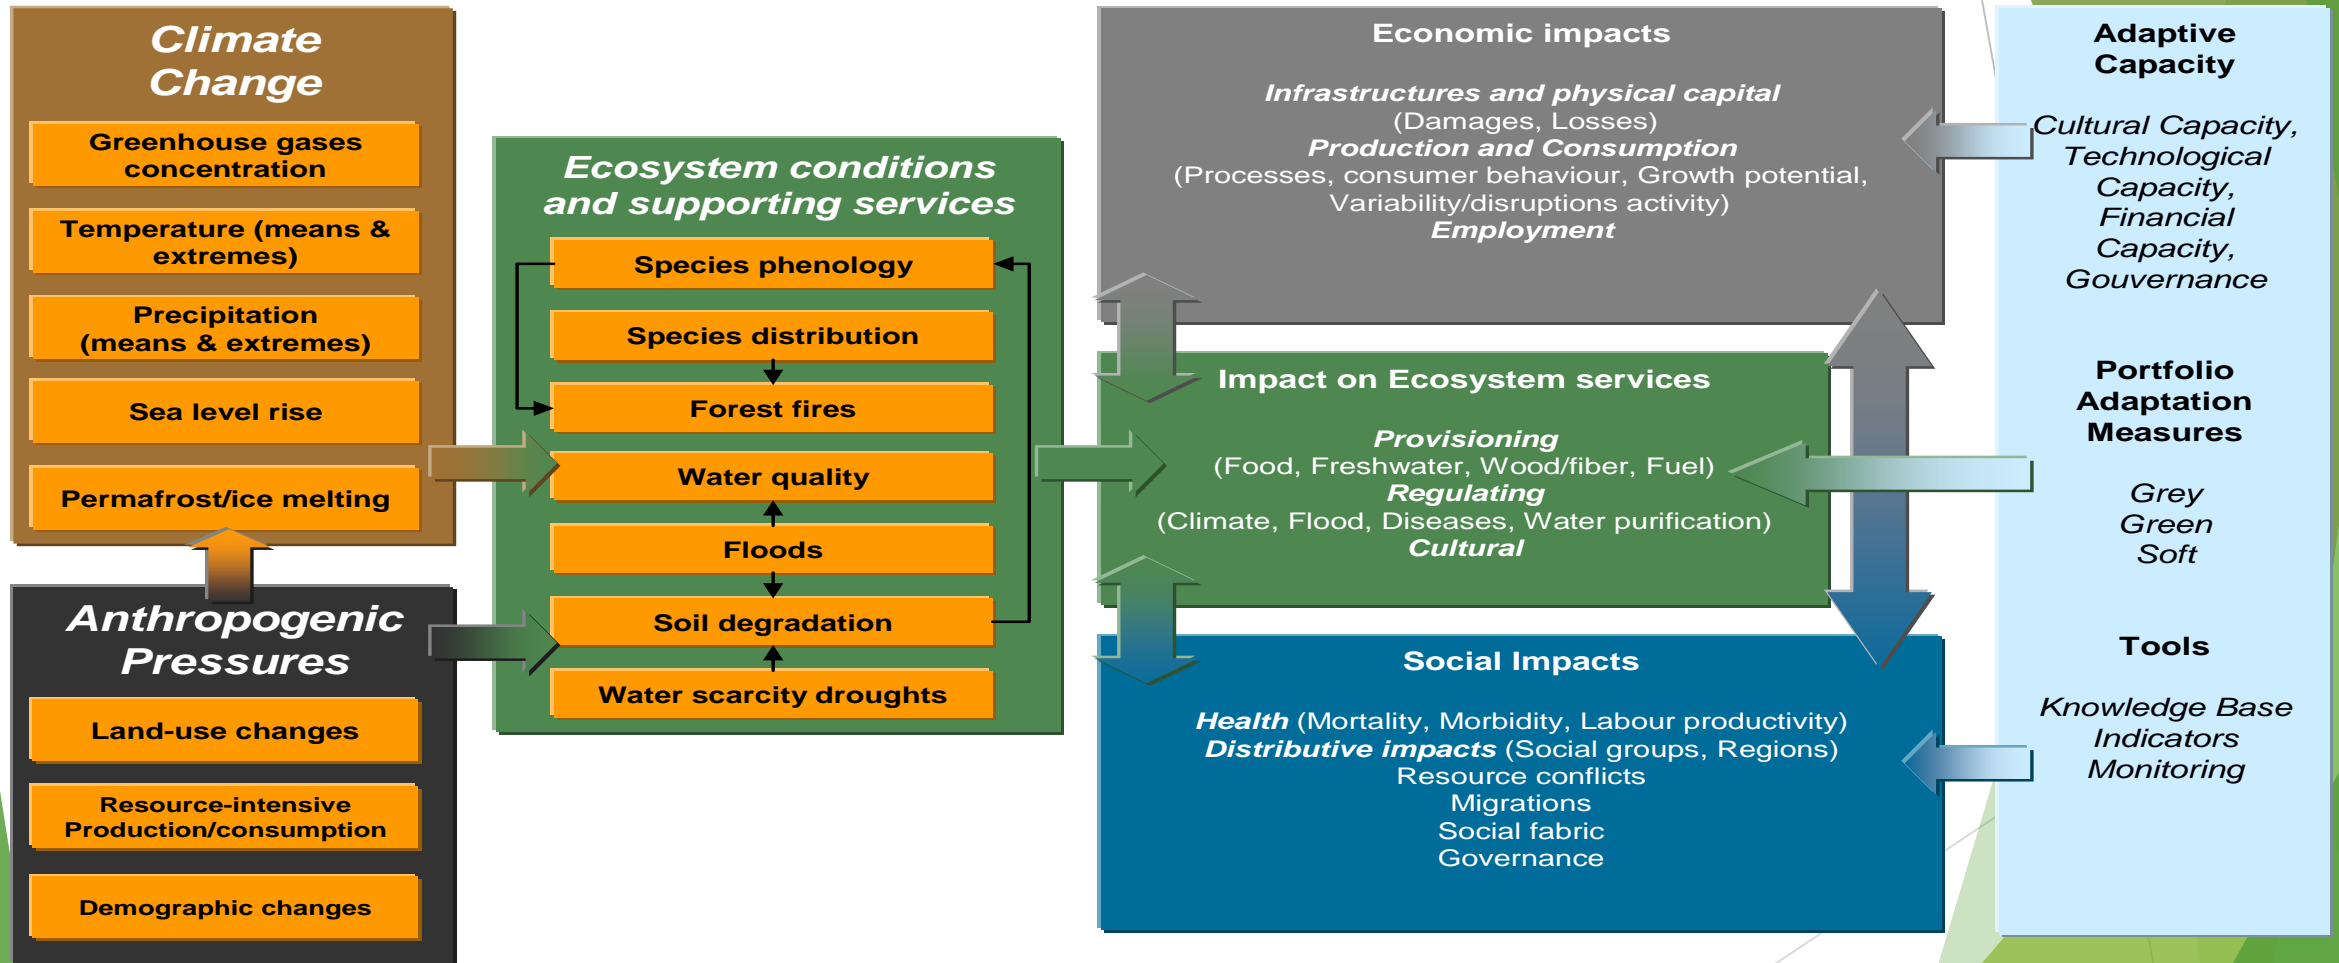 Climate
Change
Greenhouse gases
concentration
Temperature (means &
extremes)
Precipitation
(means & extremes)
Sea level rise
Permafrost/ice melting
Anthropogenic
Pressures
Land-use changes
Resource-intensive
Production/consumption
Demographic changes
Ecosystem conditions
and supporting services
Species phenology
Species distribution
Forest fires
Water quality
Floods
Soil degradation
Water scarcity droughts
Economic impacts
Infrastructures and physical capital
(Damages, Losses)
Production and Consumption
(Processes, consumer behaviour, Growth potential,
Variability/disruptions activity)
Employment
Impact on Ecosystem services
Provisioning
(Food, Freshwater, Wood/fiber, Fuel)
Regulating
(Climate, Flood, Diseases, Water purification)
Cultural
Social Impacts
Health (Mortality, Morbidity, Labour productivity)
Distributive impacts (Social groups, Regions)
Resource conflicts
Migrations
Social fabric
Governance
Adaptive
Capacity
Cultural Capacity,
Technological
Capacity,
Financial
Capacity,
Gouvernance
Portfolio
Adaptation
Measures
Grey
Green
Soft
Tools
Knowledge Base
Indicators
Monitoring